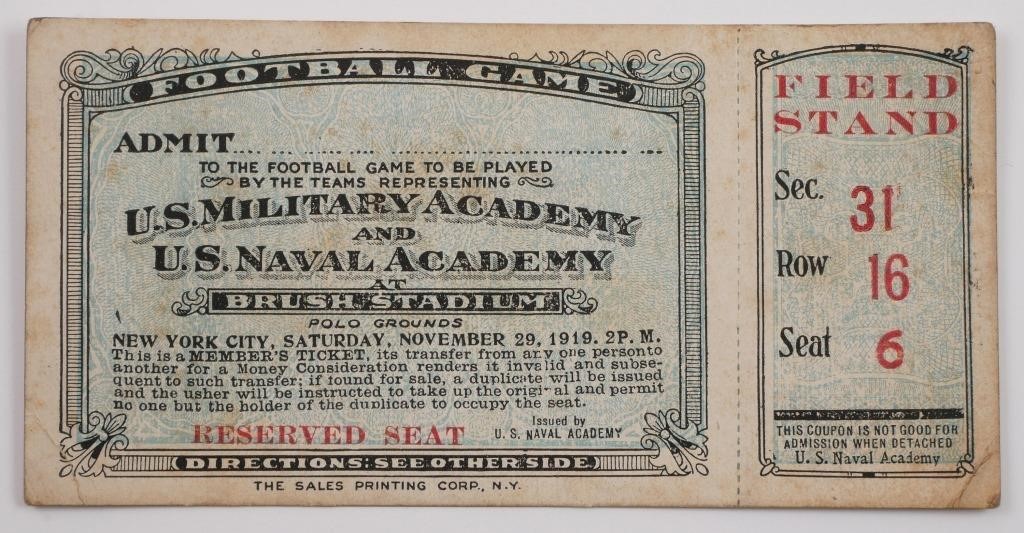 FOOTBALL GAME
ADMIT
TO THE FOOTBALL GAME TO BE PLAYED
BY THE TEAMS REPRESENTING
U.S. MILITARY ACADEMY
AND
U.S. NAVAL ACADEMY
AT
BRUSH STADIUM
POLO GROUNDS
NEW YORK CITY, SATURDAY, NOVEMBER 29, 1919. 2 P. M.
This is a MEMBER'S TICKET, its transfer from any one person to
another for a Money Consideration renders it invalid and subse-
quent to such transfer; if found for sale, a duplicate will be issued
and the usher will be instructed to take up the original and permit
no one but the holder of the duplicate to occupy the seat.
RESERVED SEAT
Issued by
U. S. NAVAL ACADEMY
(DIRECTIONS: SEE OTHER SIDE)
THE SALES PRINTING CORP., N.Y.
FIELD
STAND
Sec. 31
Row 16
Seat 6
THIS COUPON IS NOT GOOD FOR
ADMISSION WHEN DETACHED
U. S. Naval Academy